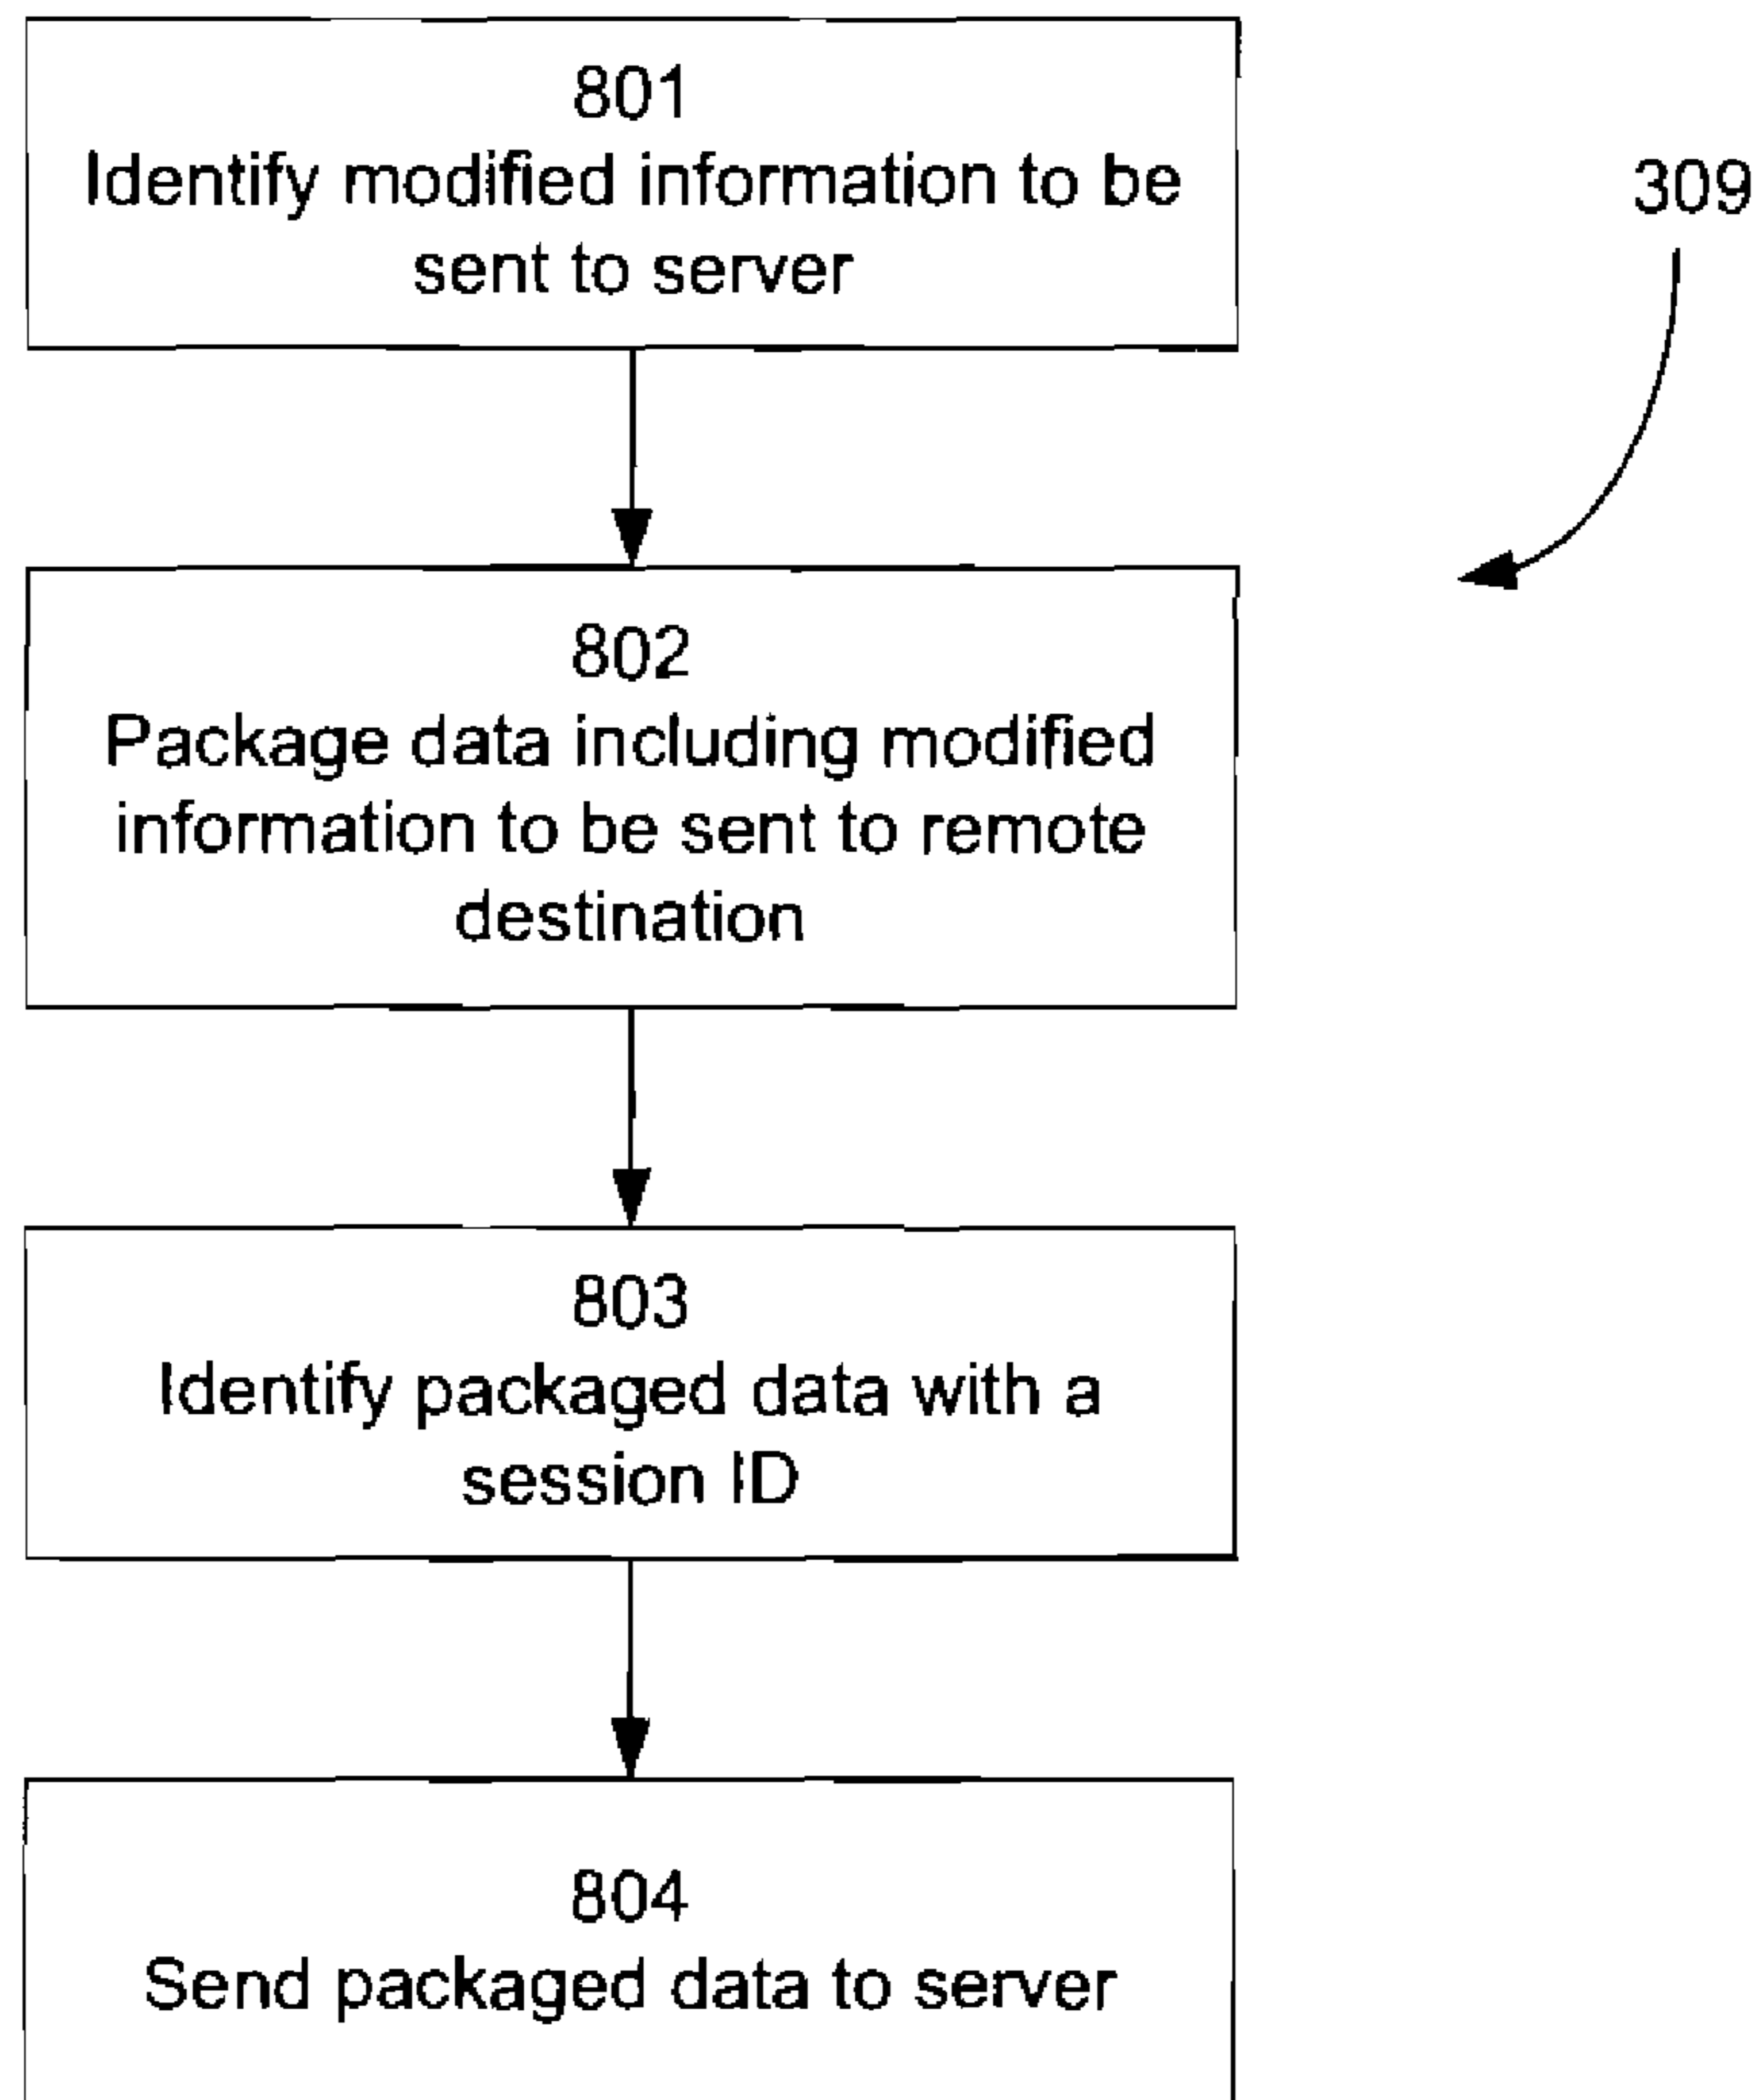 801
Identify modified information to be
sent to server
309
802
Package data including modified
information to be sent to remote
destination
803
Identify packaged data with a
session ID
804
Send packaged data to server